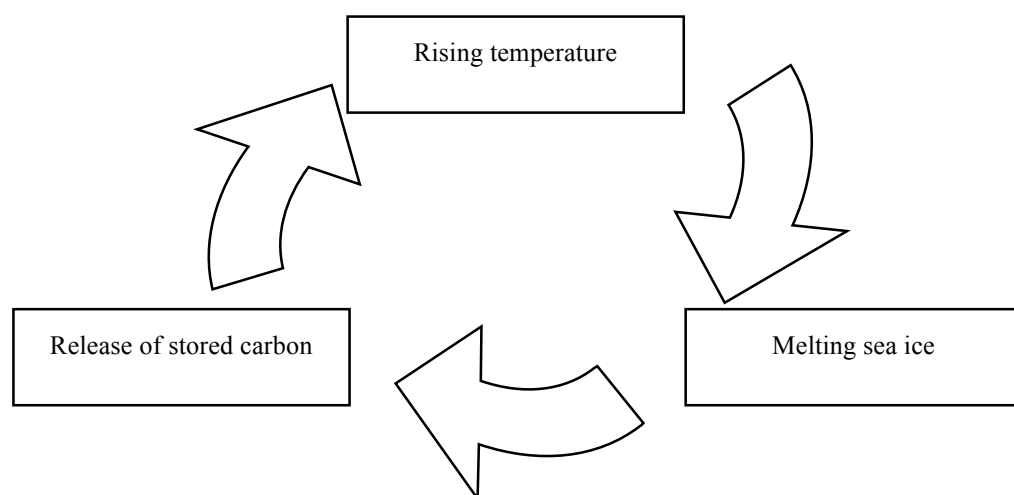 Rising temperature
Release of stored carbon
Melting sea ice